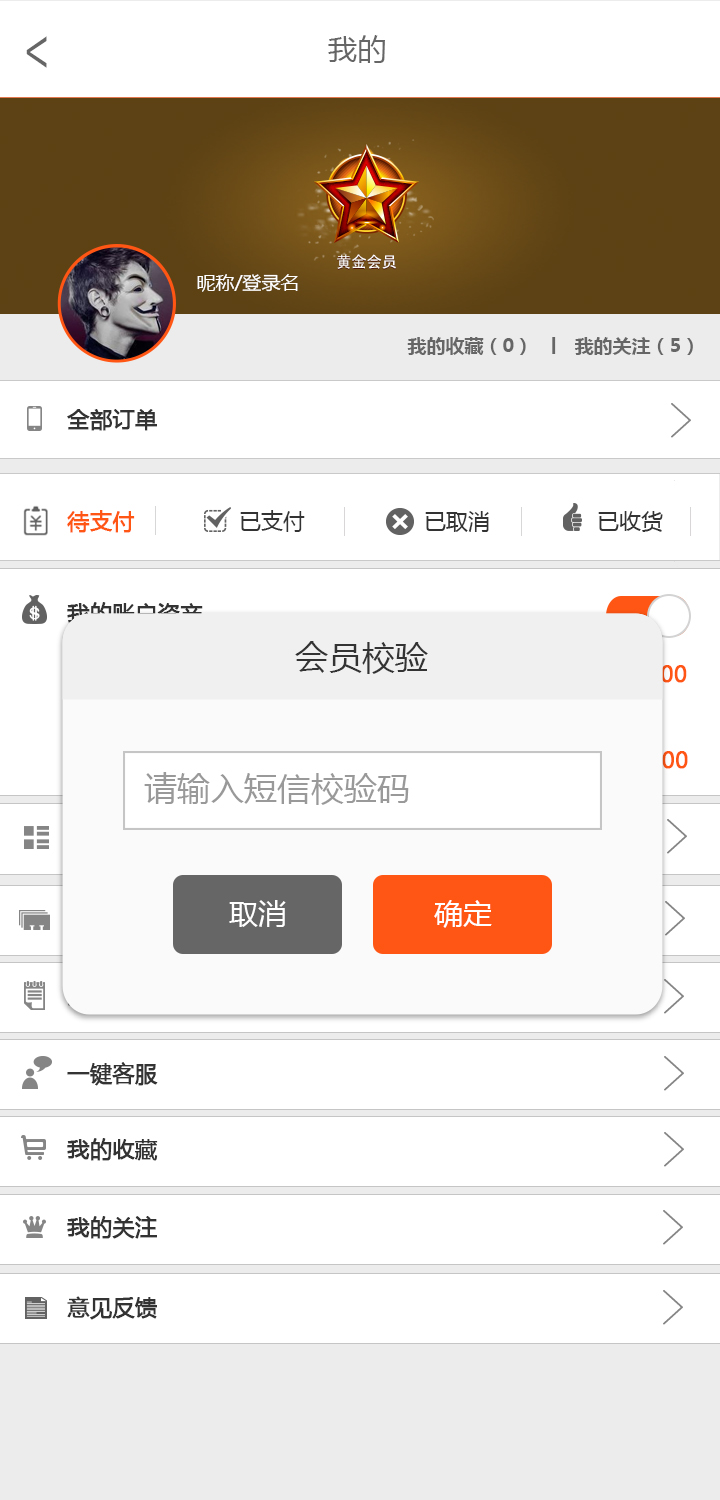 我的
黄金会员
昵称/登录名
我的收藏（0） | 我的关注（5）
全部订单
待支付 已支付 已取消 已收货
我的账户资产
会员校验
00
请输入短信校验码
00
取消 确定
一键客服
我的收藏
我的关注
意见反馈